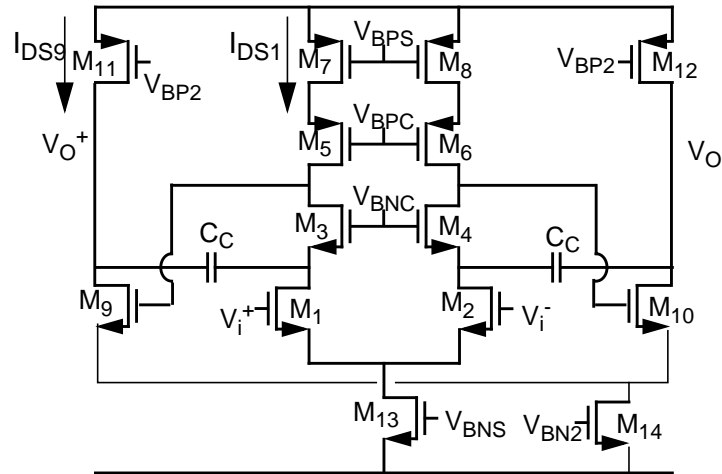 I_DS9
I_DS1
M_11
V_BP2
M_7
V_BPS
M_8
V_BP2
M_12
V_O^+
M_5
V_BPC
M_6
V_O
M_3
V_BNC
M_4
C_C
C_C
M_9
V_i^+
M_1
M_2
V_i^-
M_10
M_13
V_BNS
V_BN2
M_14